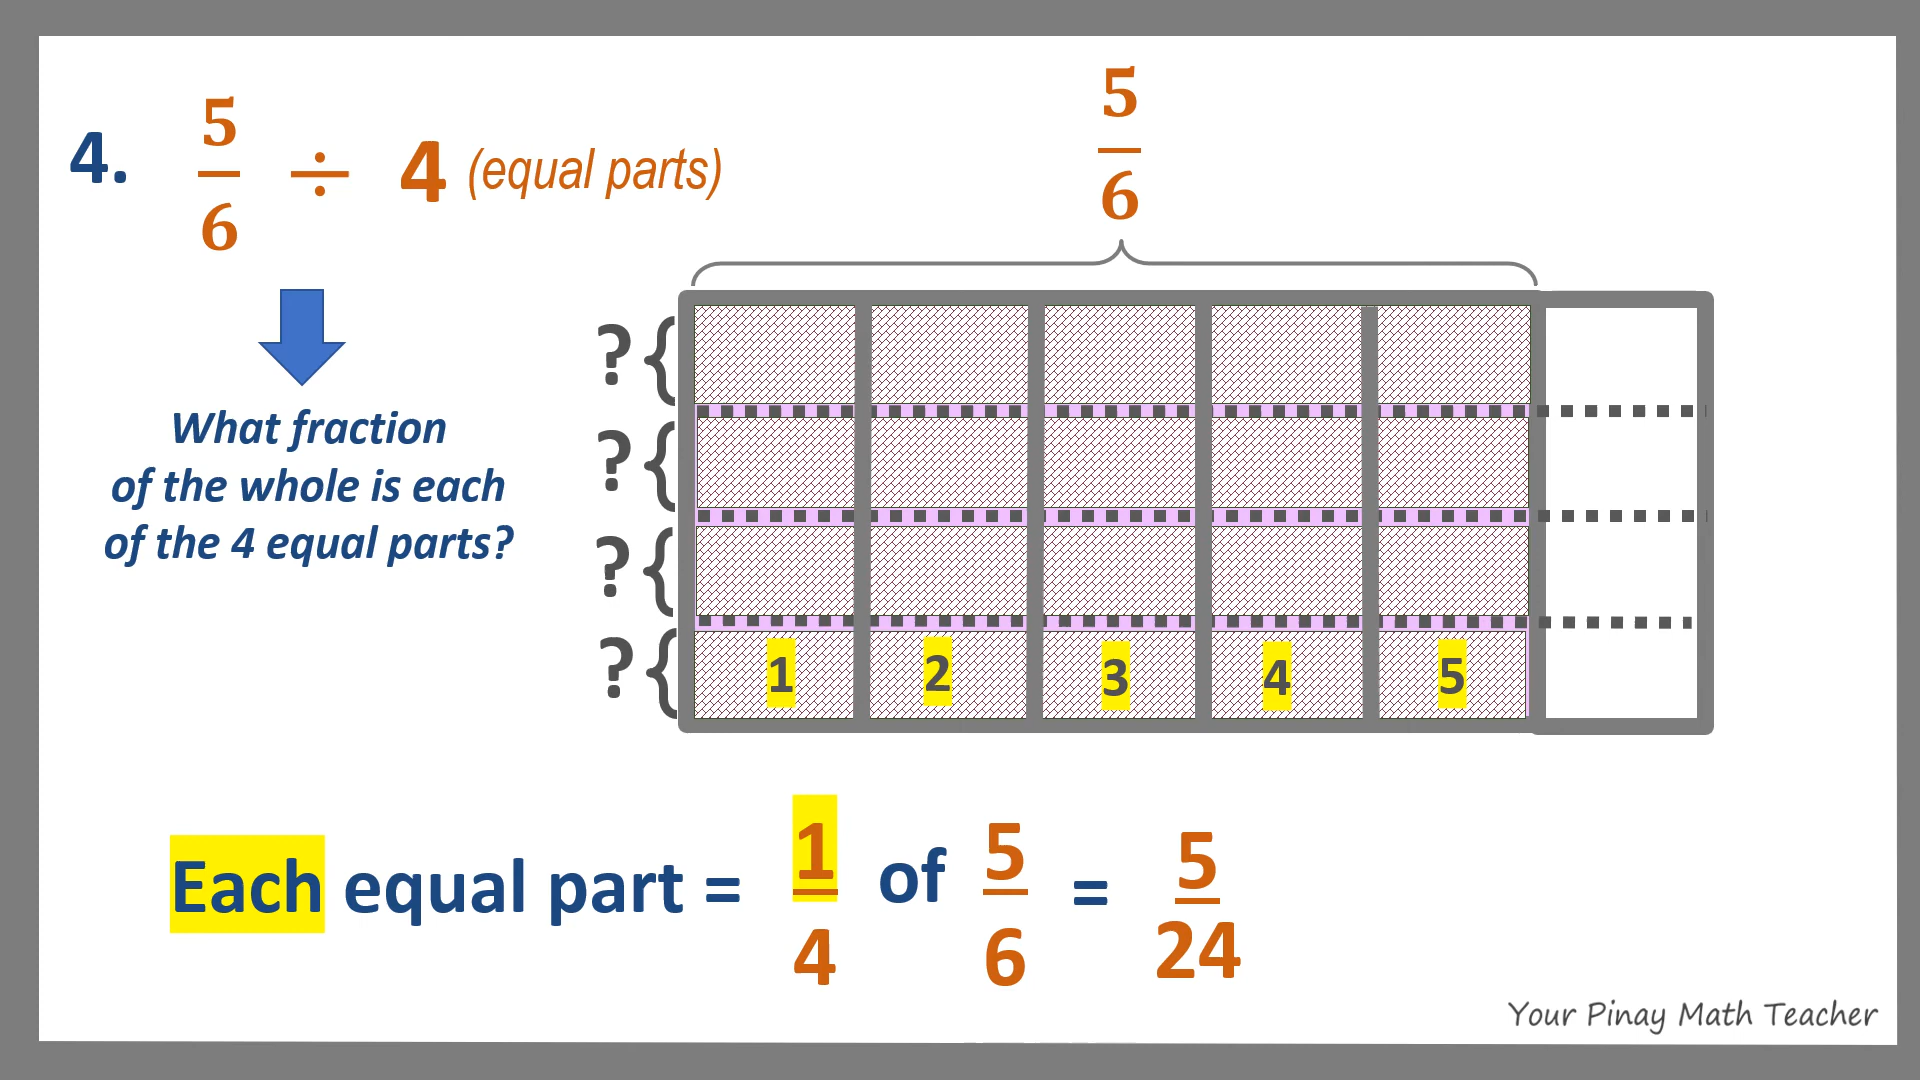 4. 5/6 ÷ 4 (equal parts)
5/6
What fraction
of the whole is each
of the 4 equal parts?
?{
?{
?{
?{ 1 2 3 4 5
Each equal part = 1/4 of 5/6 = 5/24
Your Pinay Math Teacher